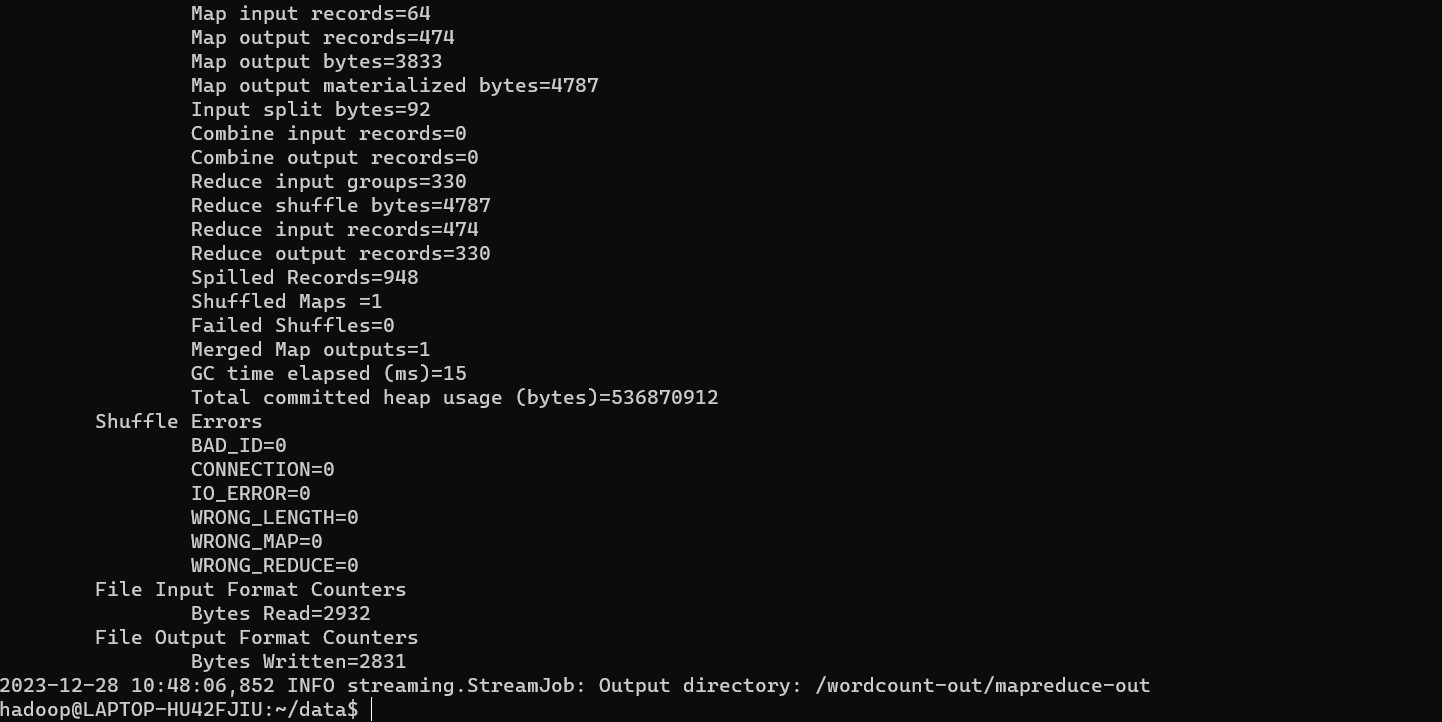 Map input records=64
Map output records=474
Map output bytes=3833
Map output materialized bytes=4787
Input split bytes=92
Combine input records=0
Combine output records=0
Reduce input groups=330
Reduce shuffle bytes=4787
Reduce input records=474
Reduce output records=330
Spilled Records=948
Shuffled Maps =1
Failed Shuffles=0
Merged Map outputs=1
GC time elapsed (ms)=15
Total committed heap usage (bytes)=536870912
Shuffle Errors
BAD_ID=0
CONNECTION=0
IO_ERROR=0
WRONG_LENGTH=0
WRONG_MAP=0
WRONG_REDUCE=0
File Input Format Counters
Bytes Read=2932
File Output Format Counters
Bytes Written=2831
2023-12-28 10:48:06,852 INFO streaming.StreamJob: Output directory: /wordcount-out/mapreduce-out
hadoop@LAPTOP-HU42FJIU:~/data$